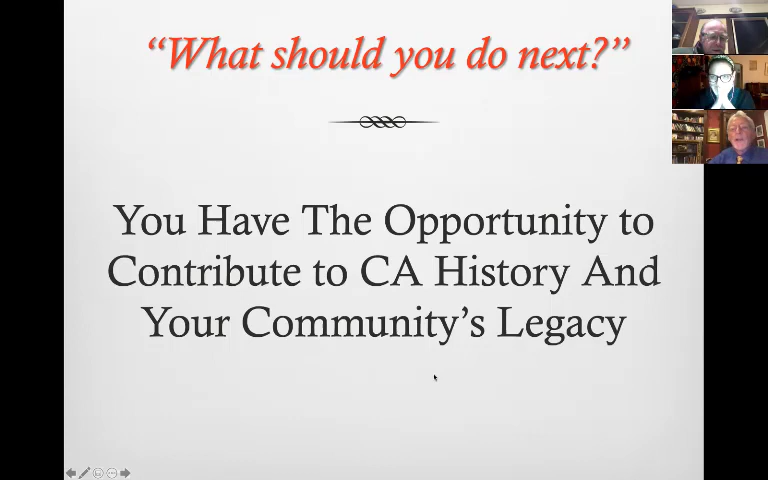 “What should you do next?”
You Have The Opportunity to
Contribute to CA History And
Your Community’s Legacy